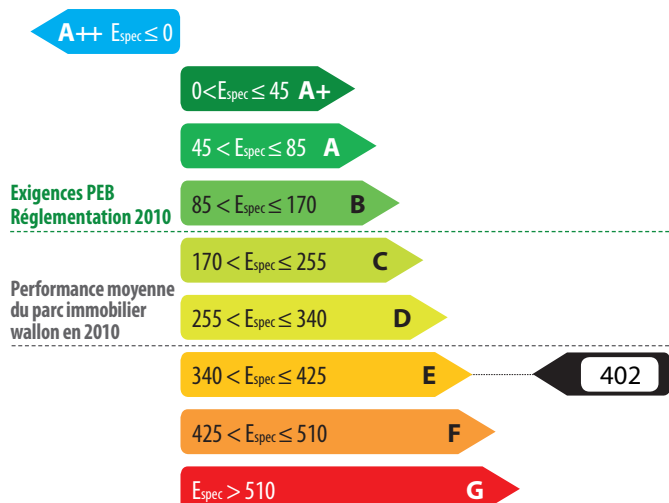 A++ Espec ≤ 0
0<Espec ≤ 45 A+
45 < Espec ≤ 85 A
Exigences PEB
Réglementation 2010
85 < Espec ≤ 170 B
170 < Espec ≤ 255 C
Performance moyenne
du parc immobilier
wallon en 2010
255 < Espec ≤ 340 D
340 < Espec ≤ 425 E
402
425 < Espec ≤ 510 F
Espec > 510 G